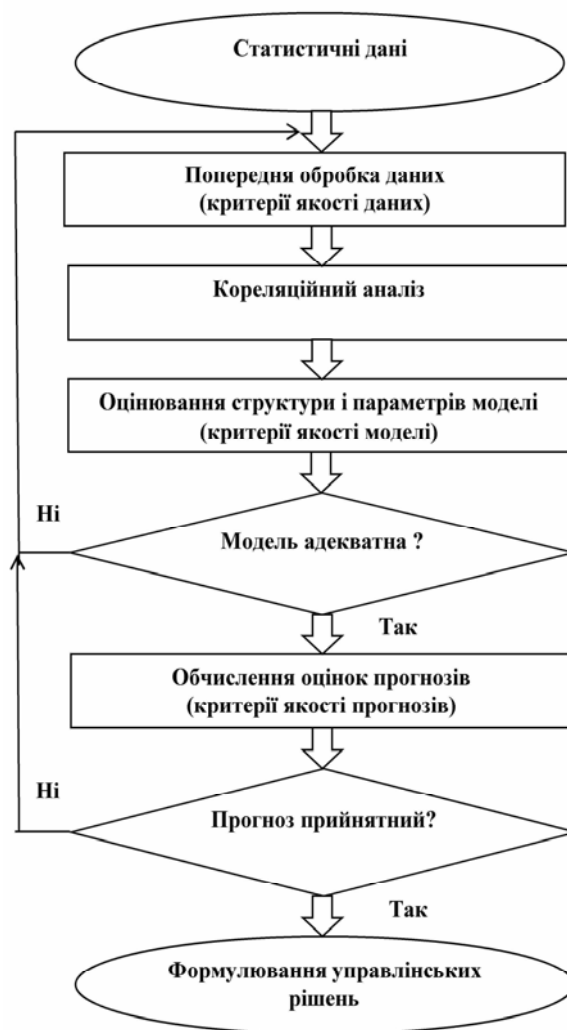 Статистичні дані
Попередня обробка даних
(критерії якості даних)
Кореляційний аналіз
Оцінювання структури і параметрів моделі
(критерії якості моделі)
Ні
Модель адекватна ?
Так
Обчислення оцінок прогнозів
(критерії якості прогнозів)
Ні
Прогноз прийнятний?
Так
Формулювання управлінських
рішень